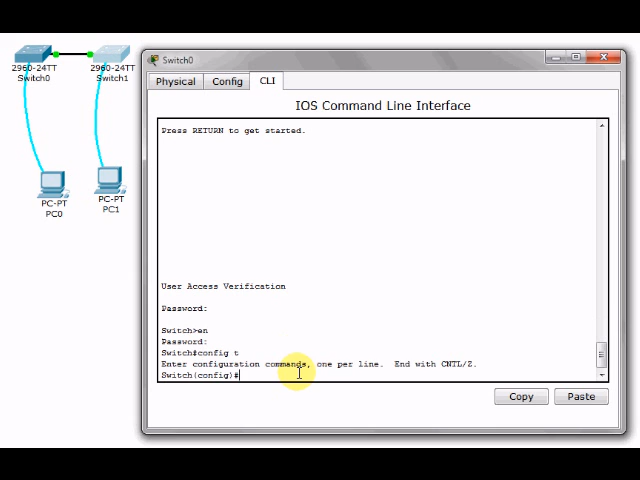 2960-24TT
Switch0
2960-24TT
Switch1
PC-PT
PC0
PC-PT
PC1
Switch0
Physical
Config
CLI
IOS Command Line Interface
Press RETURN to get started.
User Access Verification
Password:
Switch>en
Password:
Switch#config t
Enter configuration commands, one per line.  End with CNTL/Z.
Switch(config)#
Copy
Paste